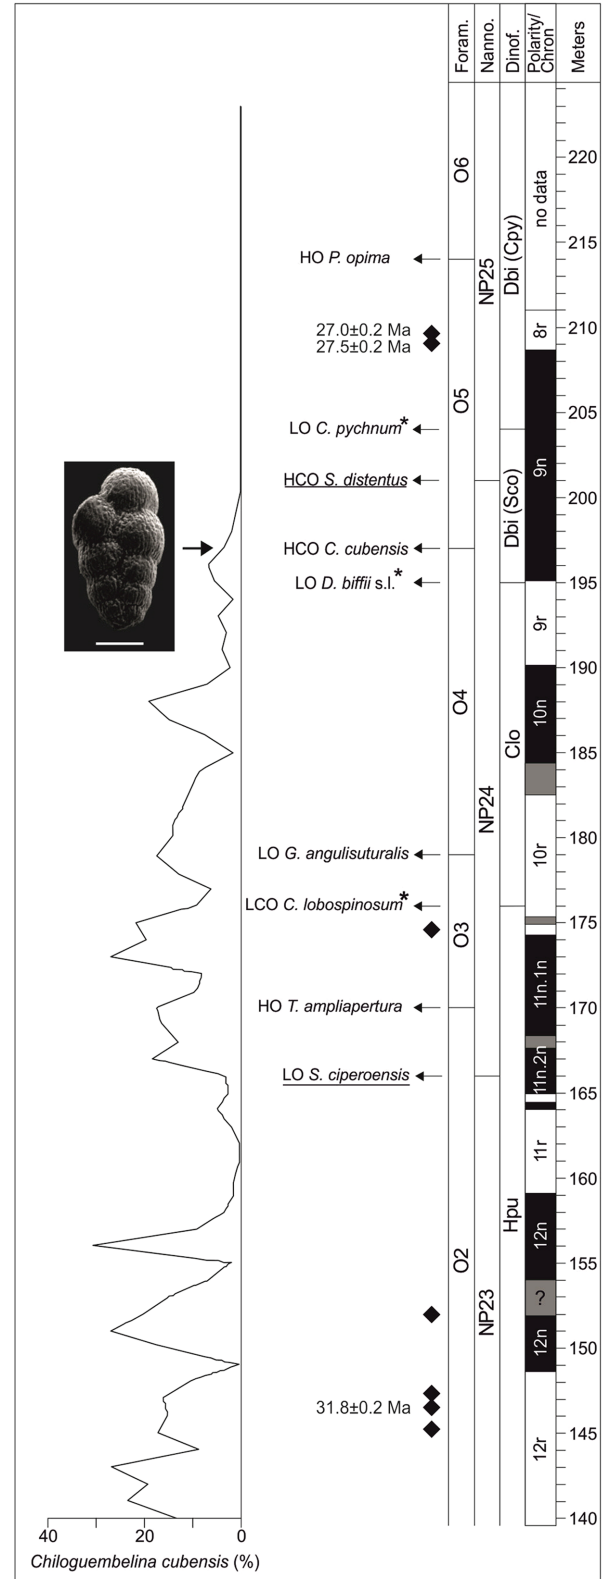 Foram.
Nanno.
Dinof.
Polarity/
Chron
Meters
O6
O5
O4
O3
O2
NP25
NP24
NP23
Dbi (Cpy)
Dbi (Sco)
Clo
Hpu
no data
8r
9n
9r
10n
10r
11n.1n
11n.2n
11r
12n
?
12n
12r
220
215
210
205
200
195
190
185
180
175
170
165
160
155
150
145
140
HO P. opima
27.0±0.2 Ma
27.5±0.2 Ma
LO C. pychnum*
HCO S. distentus
HCO C. cubensis
LO D. biffii s.l.*
LO G. angulisuturalis
LCO C. lobospinosum*
HO T. ampliapertura
LO S. ciperoensis
31.8±0.2 Ma
40 20 0
Chiloguembelina cubensis (%)